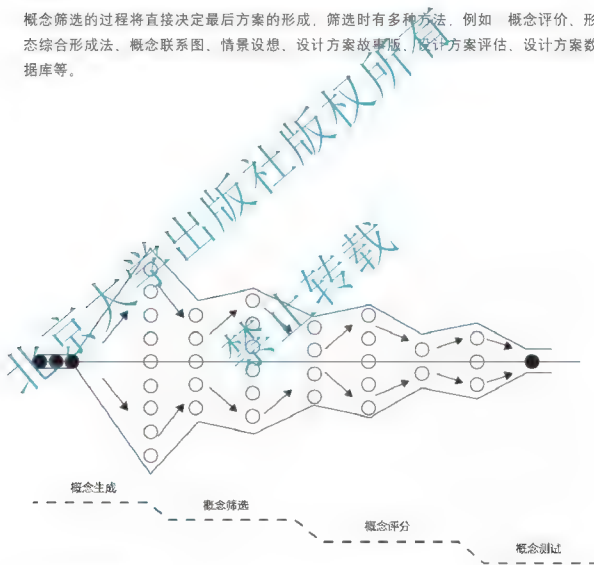 概念筛选的过程将直接决定最后方案的形成，筛选时有多种方法，例如 概念评价、形
态综合形成法、概念联系图、情景设想、设计方案故事版、设计方案评估、设计方案数
据库等。
北京大学出版社版权所有
禁止转载
概念生成
概念筛选
概念评分
概念测试